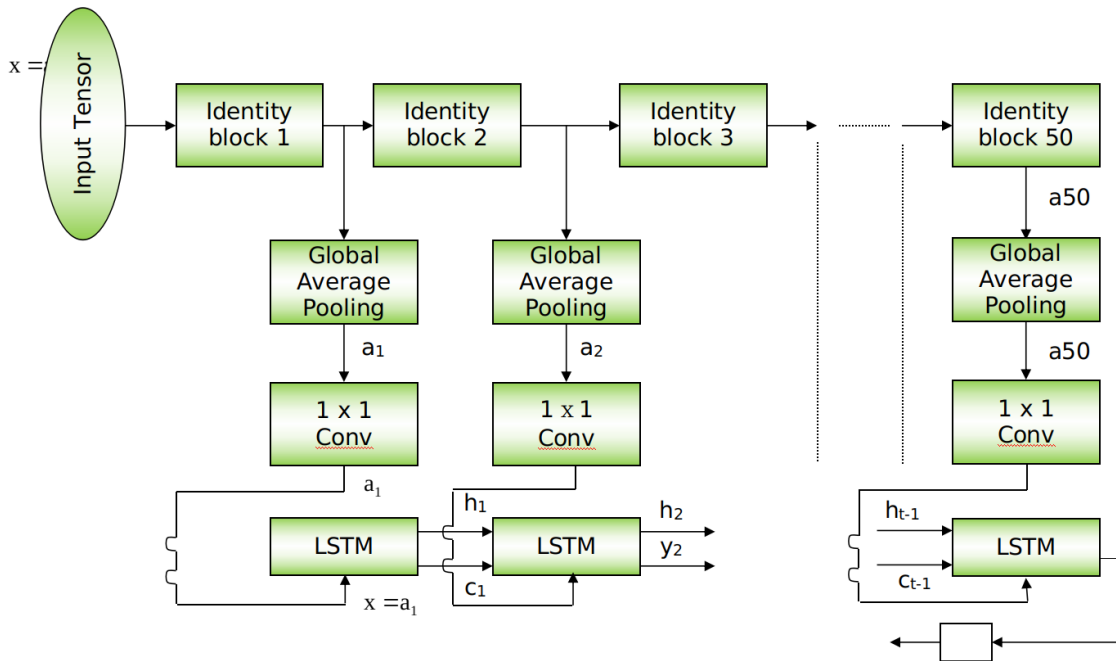 x =
Input Tensor
Identity
block 1
Identity
block 2
Identity
block 3
Identity
block 50
a50
Global
Average
Pooling
Global
Average
Pooling
Global
Average
Pooling
a₁
a₂
a50
1 x 1
Conv
1 x 1
Conv
1 x 1
Conv
a₁
h₁
h₂
hₜ₋₁
LSTM
LSTM
LSTM
y₂
c₁
cₜ₋₁
x =a₁